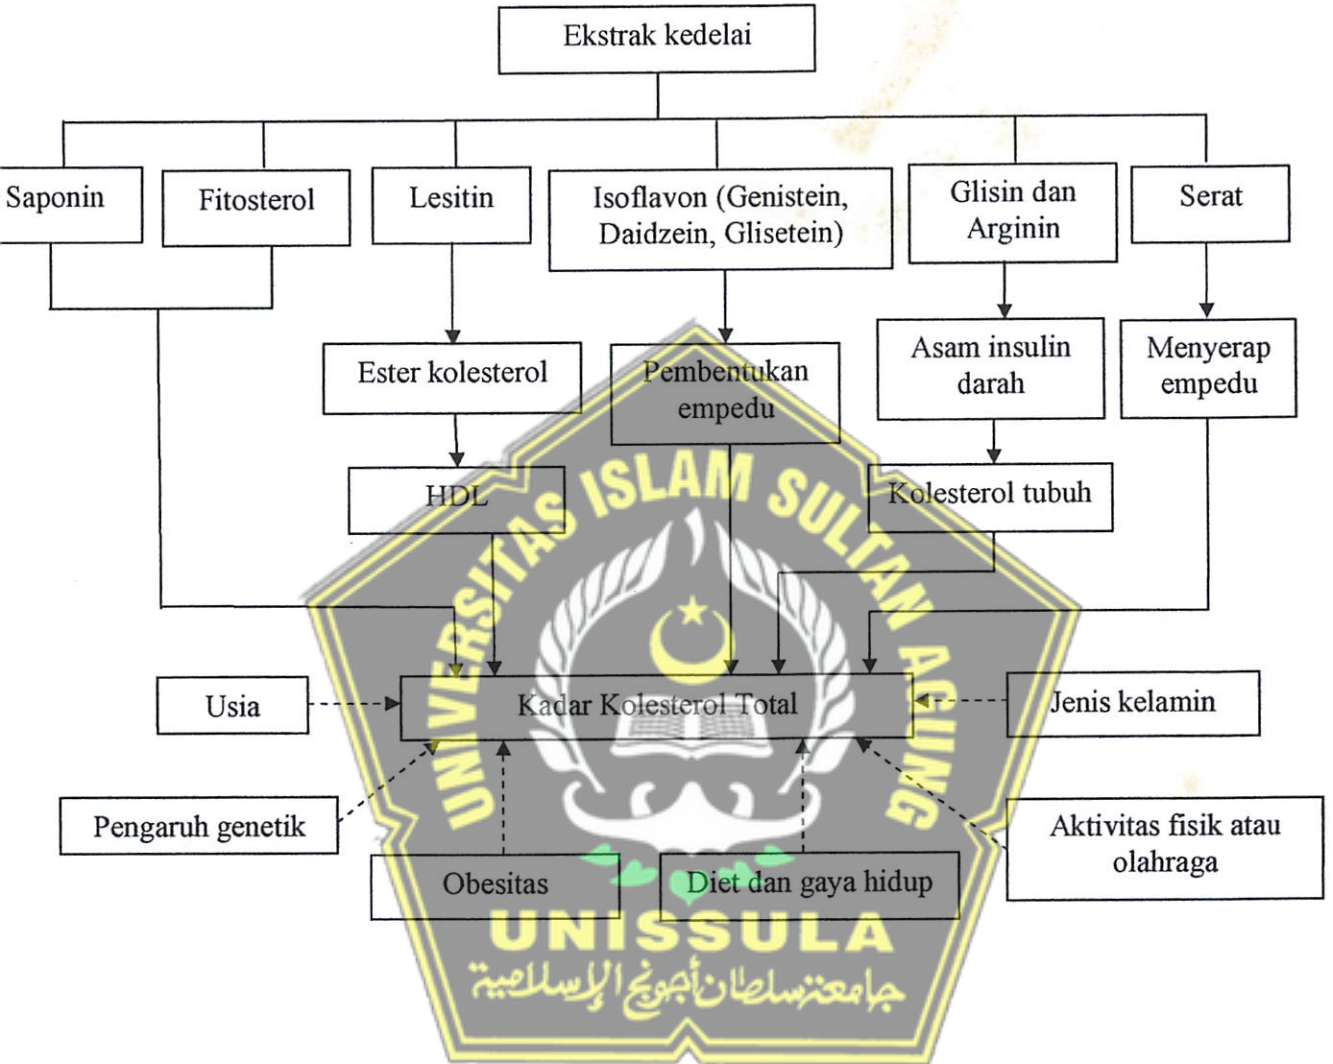 Ekstrak kedelai
Saponin
Fitosterol
Lesitin
Isoflavon (Genistein,
Daidzein, Glisetein)
Glisin dan
Arginin
Serat
Ester kolesterol
Pembentukan
empedu
Asam insulin
darah
Menyerap
empedu
HDL
Kolesterol tubuh
UNIVERSITAS ISLAM SULTAN AGUNG
Usia
Kadar Kolesterol Total
Jenis kelamin
Pengaruh genetik
Aktivitas fisik atau
olahraga
Obesitas
Diet dan gaya hidup
UNISSULA
جامعتنسلطان أجونج الإسلامية